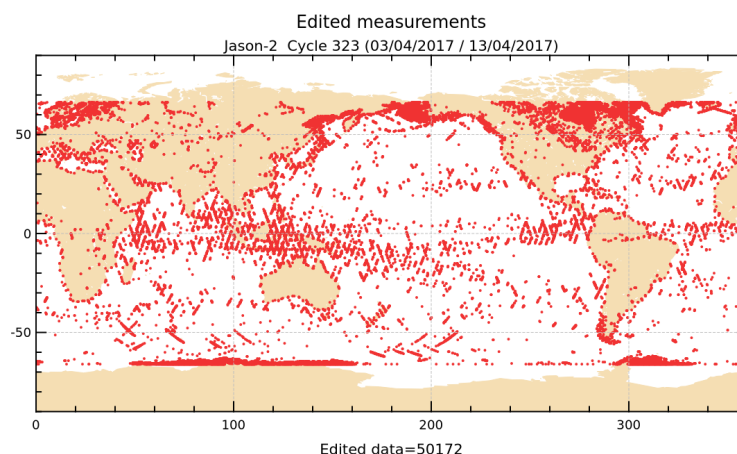 Edited measurements
Jason-2 Cycle 323 (03/04/2017 / 13/04/2017)
50
0
-50
0 100 200 300
Edited data=50172